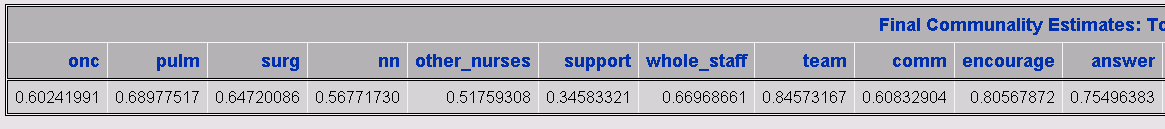 Final Communality Estimates:
onc pulm surg nn other_nurses support whole_staff team comm encourage answer
0.60241991 0.68977517 0.64720086 0.56771730 0.51759308 0.34583321 0.66968661 0.84573167 0.60832904 0.80567872 0.75496383